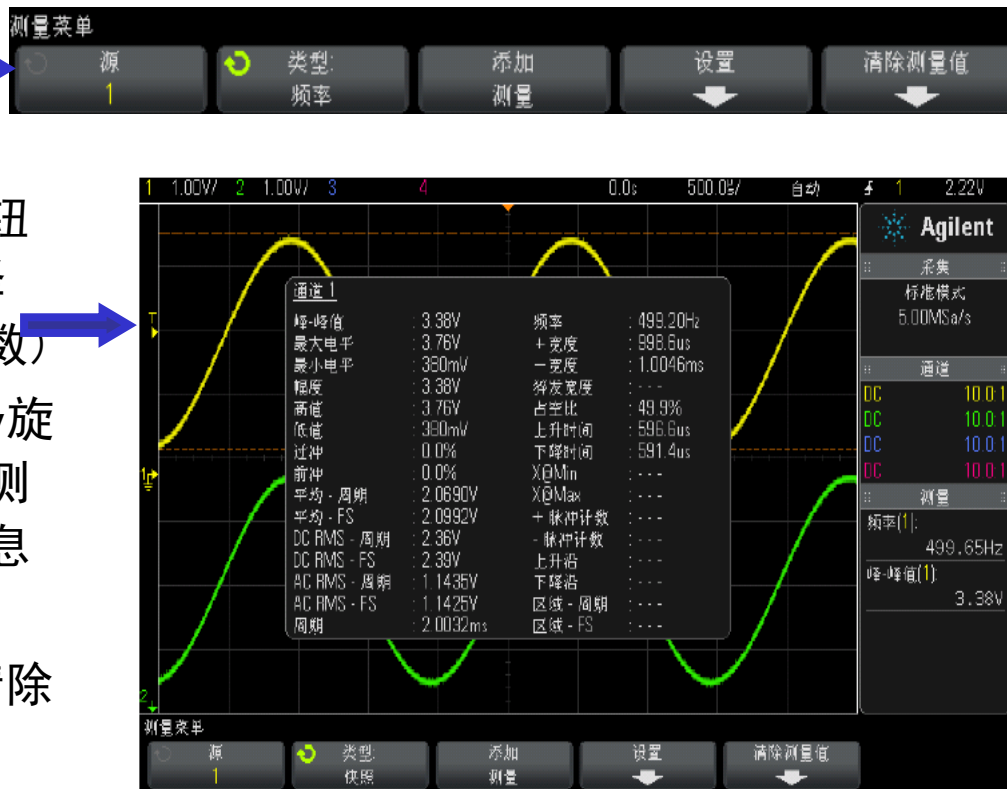 测量菜单
源 类型: 添加 设置 清除测量值
1 频率 测量
钮
数）
旋
测
息
除
1 1.00V/ 2 1.00V/ 3 4 0.0s 500.0us/ 自动 1 2.22V
Agilent
采集
标准模式
5.00MSa/s
通道
DC 10.0:1
DC 10.0:1
DC 10.0:1
DC 10.0:1
测量
频率(1):
499.65Hz
峰-峰值(1):
3.38V
T
1
2
通道 1
峰-峰值 : 3.38V 频率 : 499.20Hz
最大电平 : 3.76V + 宽度 : 998.6us
最小电平 : 380mV - 宽度 : 1.0046ms
幅度 : 3.38V 猝发宽度 : - - -
高值 : 3.76V 占空比 : 49.9%
低值 : 380mV 上升时间 : 596.6us
过冲 : 0.0% 下降时间 : 591.4us
前冲 : 0.0% X@Min : - - -
平均 - 周期 : 2.0690V X@Max : - - -
平均 - FS : 2.0992V + 脉冲计数 : - - -
DC RMS - 周期 : 2.36V - 脉冲计数 : - - -
DC RMS - FS : 2.39V 上升沿 : - - -
AC RMS - 周期 : 1.1435V 下降沿 : - - -
AC RMS - FS : 1.1425V 区域 - 周期 : - - -
周期 : 2.0032ms 区域 - FS : - - -
测量菜单
源 类型: 添加 设置 清除测量值
1 快照 测量